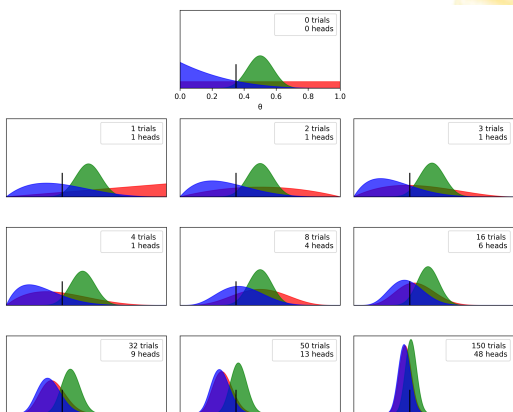 0 trials
0 heads
0.0 0.2 0.4 0.6 0.8 1.0
θ
1 trials
1 heads
2 trials
1 heads
3 trials
1 heads
4 trials
1 heads
8 trials
4 heads
16 trials
6 heads
32 trials
9 heads
50 trials
13 heads
150 trials
48 heads